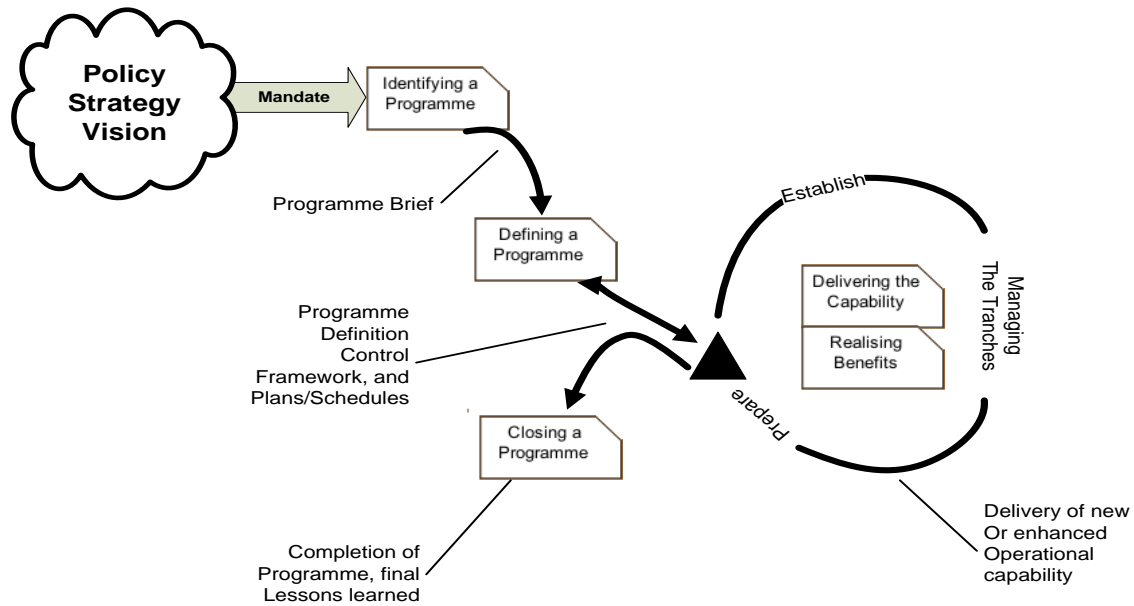 Policy
Strategy
Vision
Mandate
Identifying a
Programme
Programme Brief
Establish
Defining a
Programme
Managing
The Tranches
Delivering the
Capability
Realising
Benefits
Programme
Definition
Control
Framework, and
Plans/Schedules
Prepare
Closing a
Programme
Delivery of new
Or enhanced
Operational
capability
Completion of
Programme, final
Lessons learned